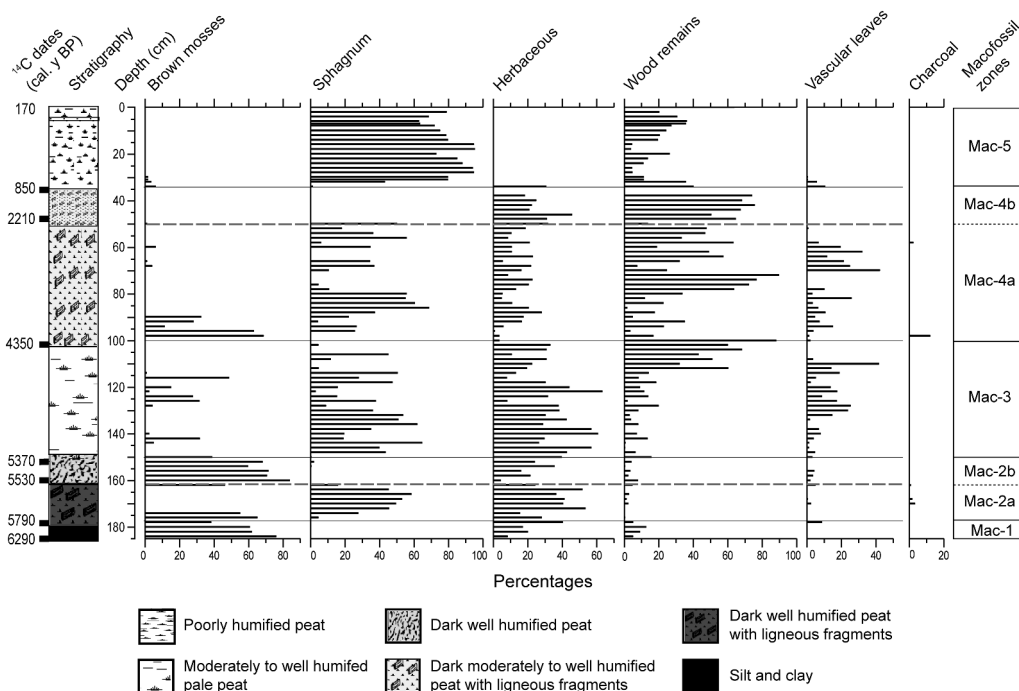 14C dates
(cal. y BP)
Stratigraphy
Depth (cm)
Brown mosses
Sphagnum
Herbaceous
Wood remains
Vascular leaves
Charcoal
Macofossil
zones
170
850
2210
4350
5370
5530
5790
6290
0
20
40
60
80
100
120
140
160
180
0 20 40 60 80
0 20 40 60 80 100
0 10 20 30 40 50 60
0 20 40 60 80 100
0 20 40
0 20
Mac-5
Mac-4b
Mac-4a
Mac-3
Mac-2b
Mac-2a
Mac-1
Percentages
Poorly humified peat
Dark well humified peat
Dark well humified peat
with ligneous fragments
Moderately to well humifed
pale peat
Dark moderately to well humifed
peat with ligneous fragments
Silt and clay